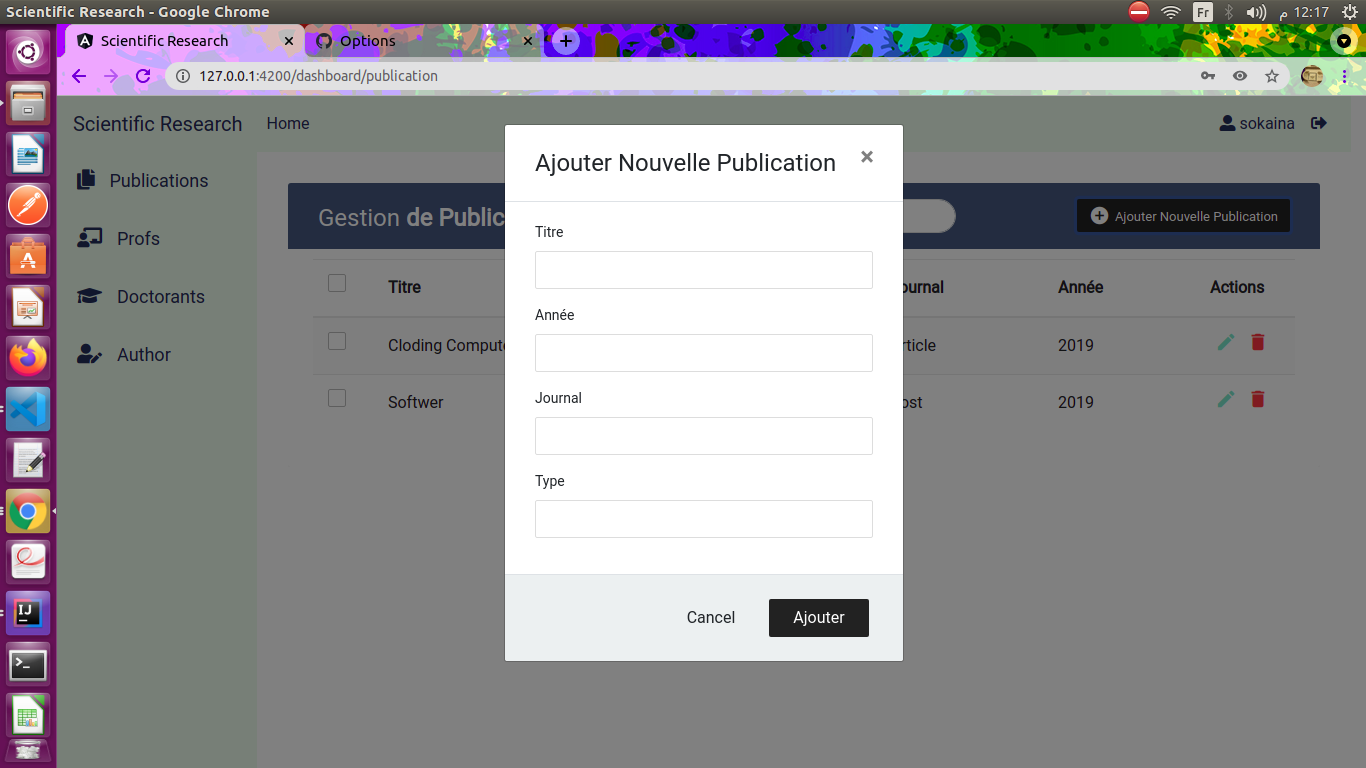 Scientific Research - Google Chrome
Fr
12:17 م
Scientific Research
Options
127.0.0.1:4200/dashboard/publication
Scientific Research Home
sokaina
Publications
Profs
Doctorants
Author
Gestion de Public
Ajouter Nouvelle Publication
Titre
ournal
Année
Actions
Cloding Compute
rticle
2019
Softwer
ost
2019
Ajouter Nouvelle Publication
×
Titre
Année
Journal
Type
Cancel
Ajouter
IJ
>_